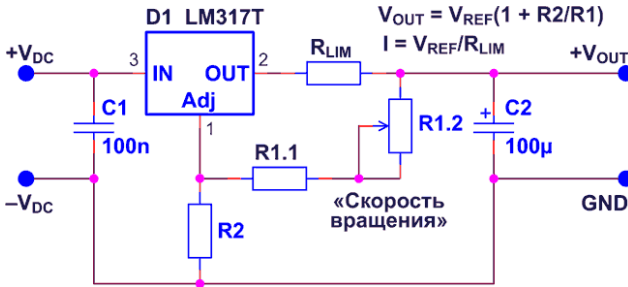 D1 LM317T
V_OUT = V_REF(1 + R2/R1)
I = V_REF/R_LIM
+V_DC
3
IN
OUT
2
R_LIM
+V_OUT
Adj
C1
100n
1
R1.1
R1.2
+
C2
100µ
–V_DC
R2
«Скорость
вращения»
GND